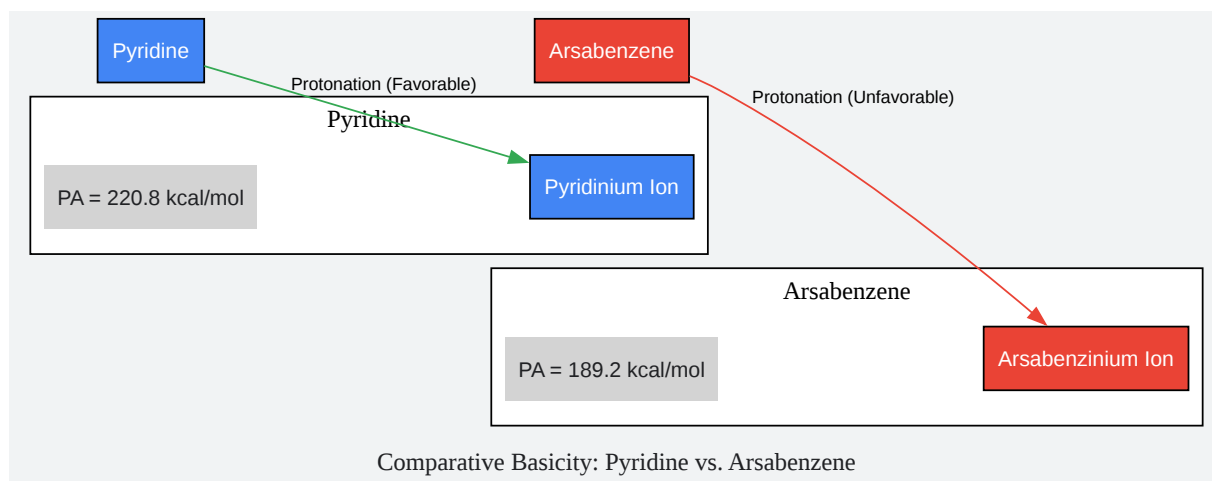 Pyridine
Arsabenzene
Protonation (Favorable)
Protonation (Unfavorable)
Pyridine
PA = 220.8 kcal/mol
Pyridinium Ion
Arsabenzene
PA = 189.2 kcal/mol
Arsabenzinium Ion
Comparative Basicity: Pyridine vs. Arsabenzene